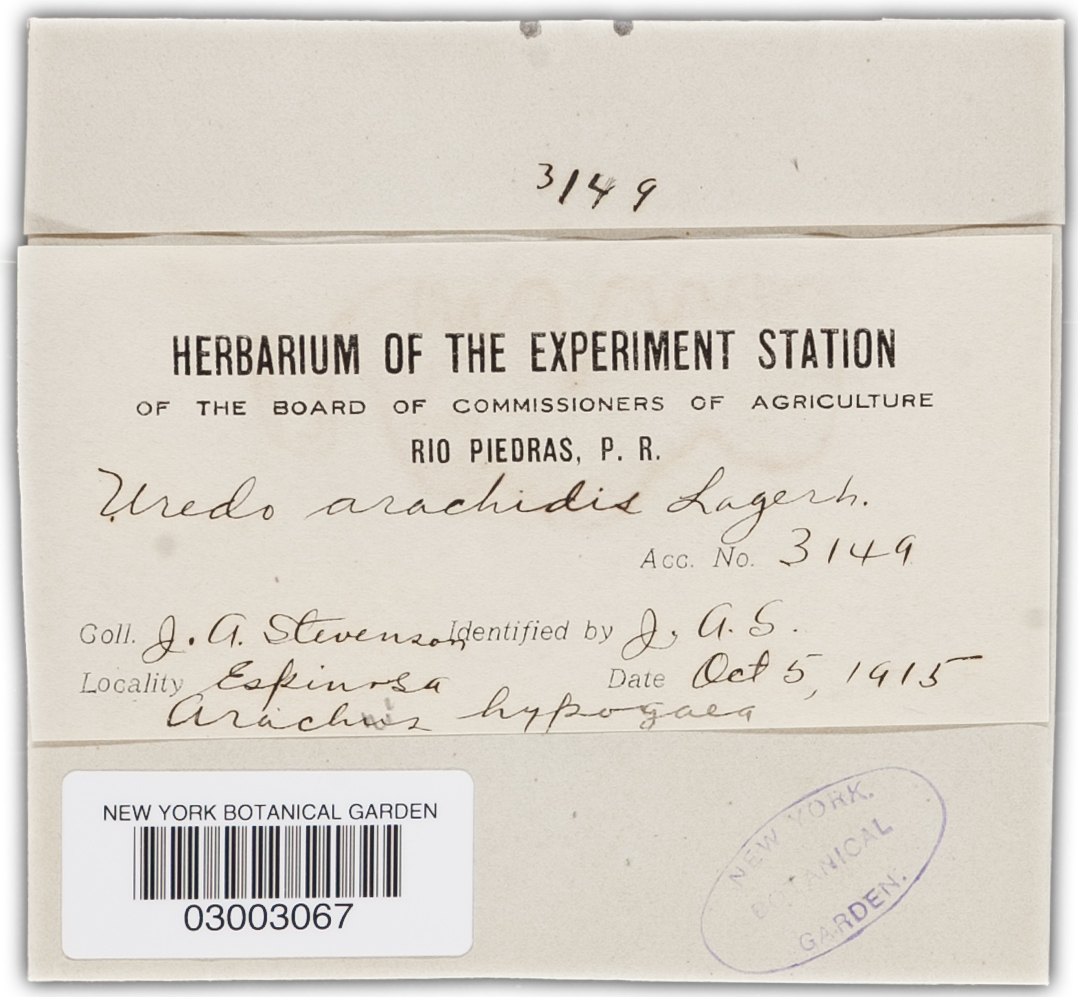 3149
HERBARIUM OF THE EXPERIMENT STATION
OF THE BOARD OF COMMISSIONERS OF AGRICULTURE
RIO PIEDRAS, P. R.
Uredo arachidis Lagerh.
Acc. No. 3149
Coll. J. A. Stevenson Identified by J. A. S.
Locality Espinosa Date Oct 5, 1915
Arachis hypogaea
NEW YORK BOTANICAL GARDEN
03003067
NEW YORK.
BOTANICAL
GARDEN.